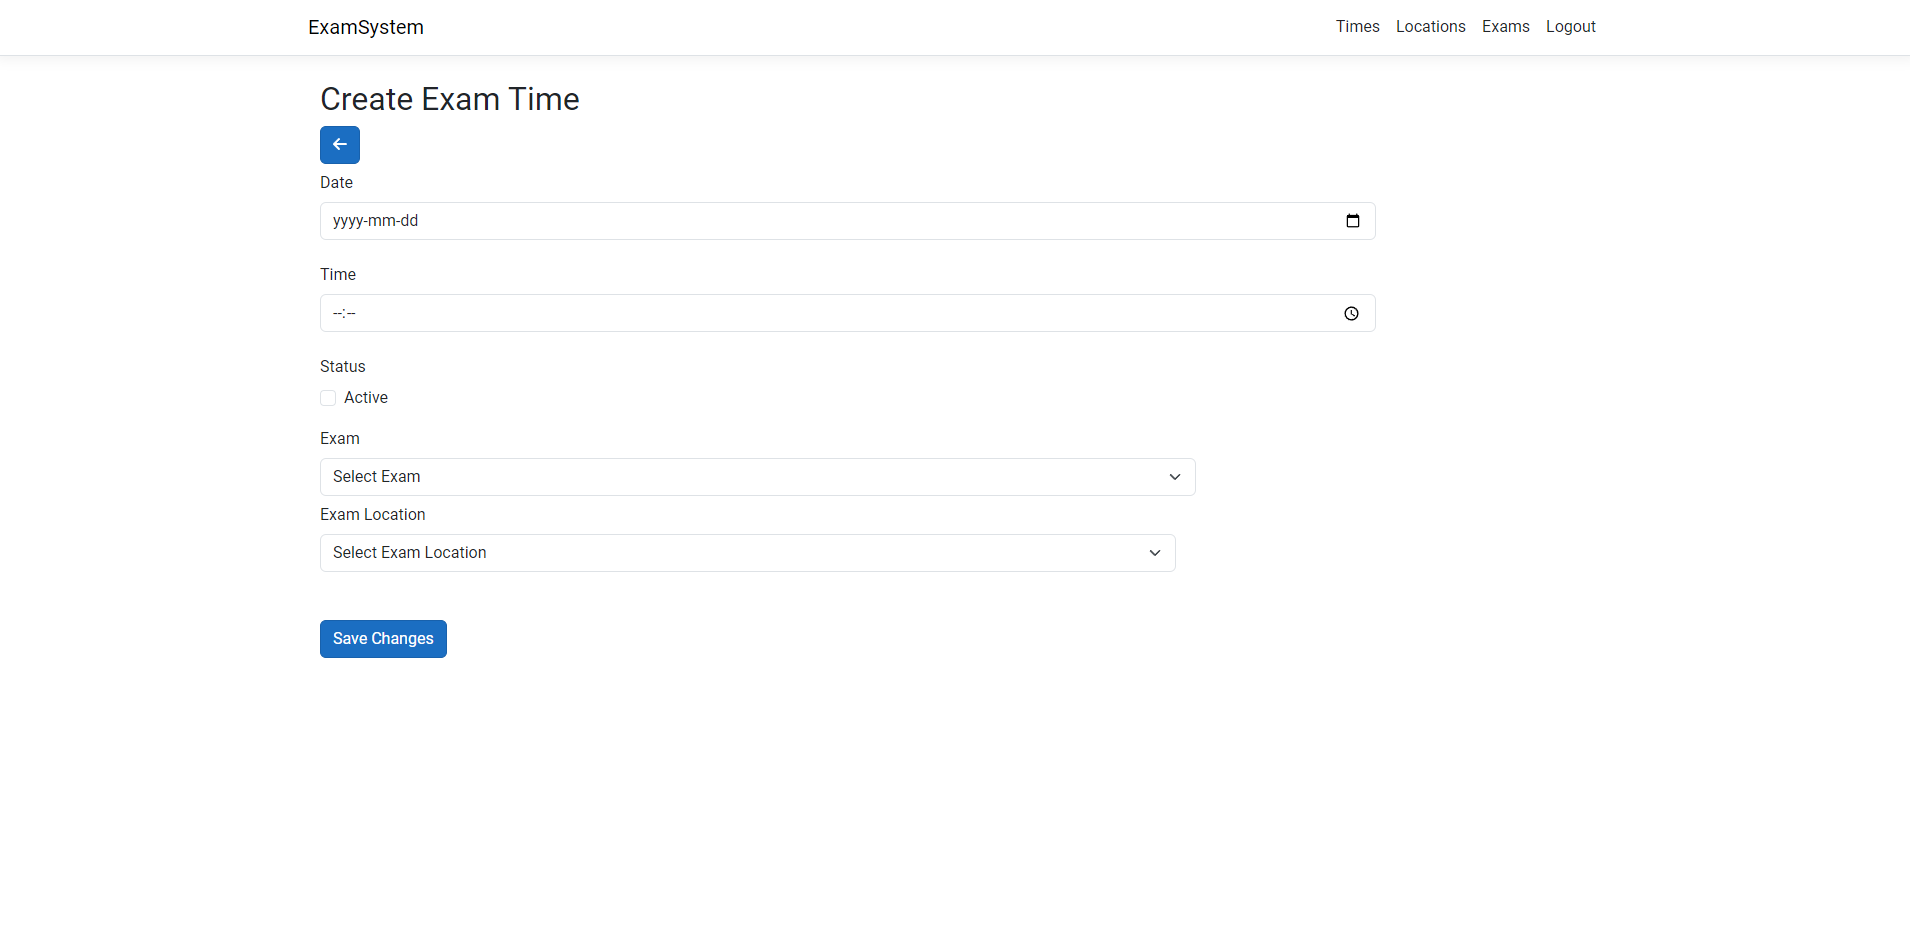 ExamSystem Times Locations Exams Logout
Create Exam Time
Date
yyyy-mm-dd
Time
--:--
Status
Active
Exam
Select Exam
Exam Location
Select Exam Location
Save Changes